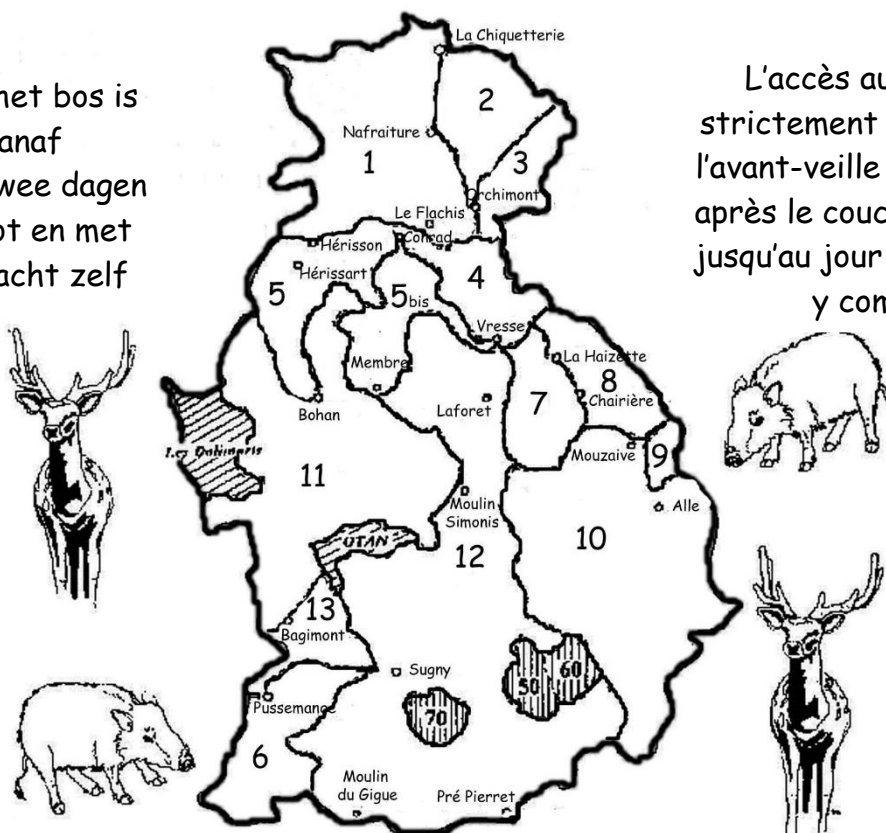 net bos is
anaf
wee dagen
ot en met
acht zelf
L'accès au
strictement
l'avant-veille
après le couc
jusqu'au jour
y com
La Chiquetterie
2
Nafraiture
1
3
Orchimont
Le Flachis
Conrad
Hérisson
Hérissart
4
5
5bis
Vresse
La Haizette
Membre
8
Chairière
7
Bohan
Laforet
Mouzaive
9
11
Moulin
Simonis
Alle
OTAN
12
10
13
Bagimont
Sugny
50
60
Pussemange
70
6
Moulin
du Gigue
Pré Pierret